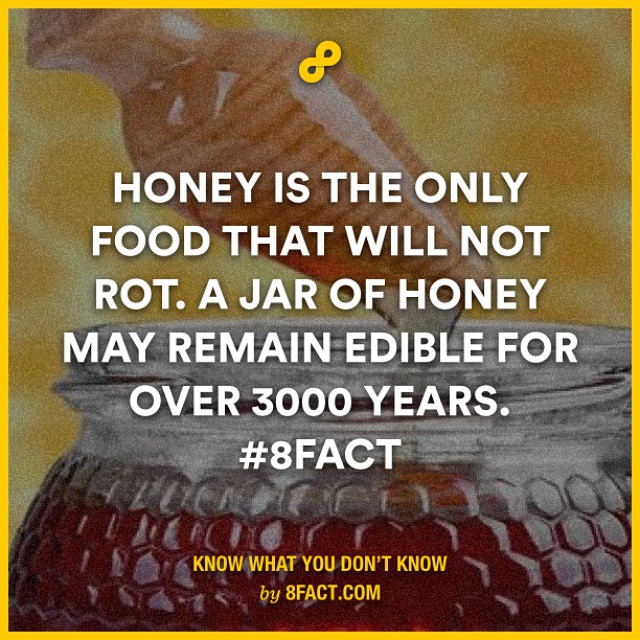 HONEY IS THE ONLY
FOOD THAT WILL NOT
ROT. A JAR OF HONEY
MAY REMAIN EDIBLE FOR
OVER 3000 YEARS.
#8FACT
KNOW WHAT YOU DON'T KNOW
by 8FACT.COM